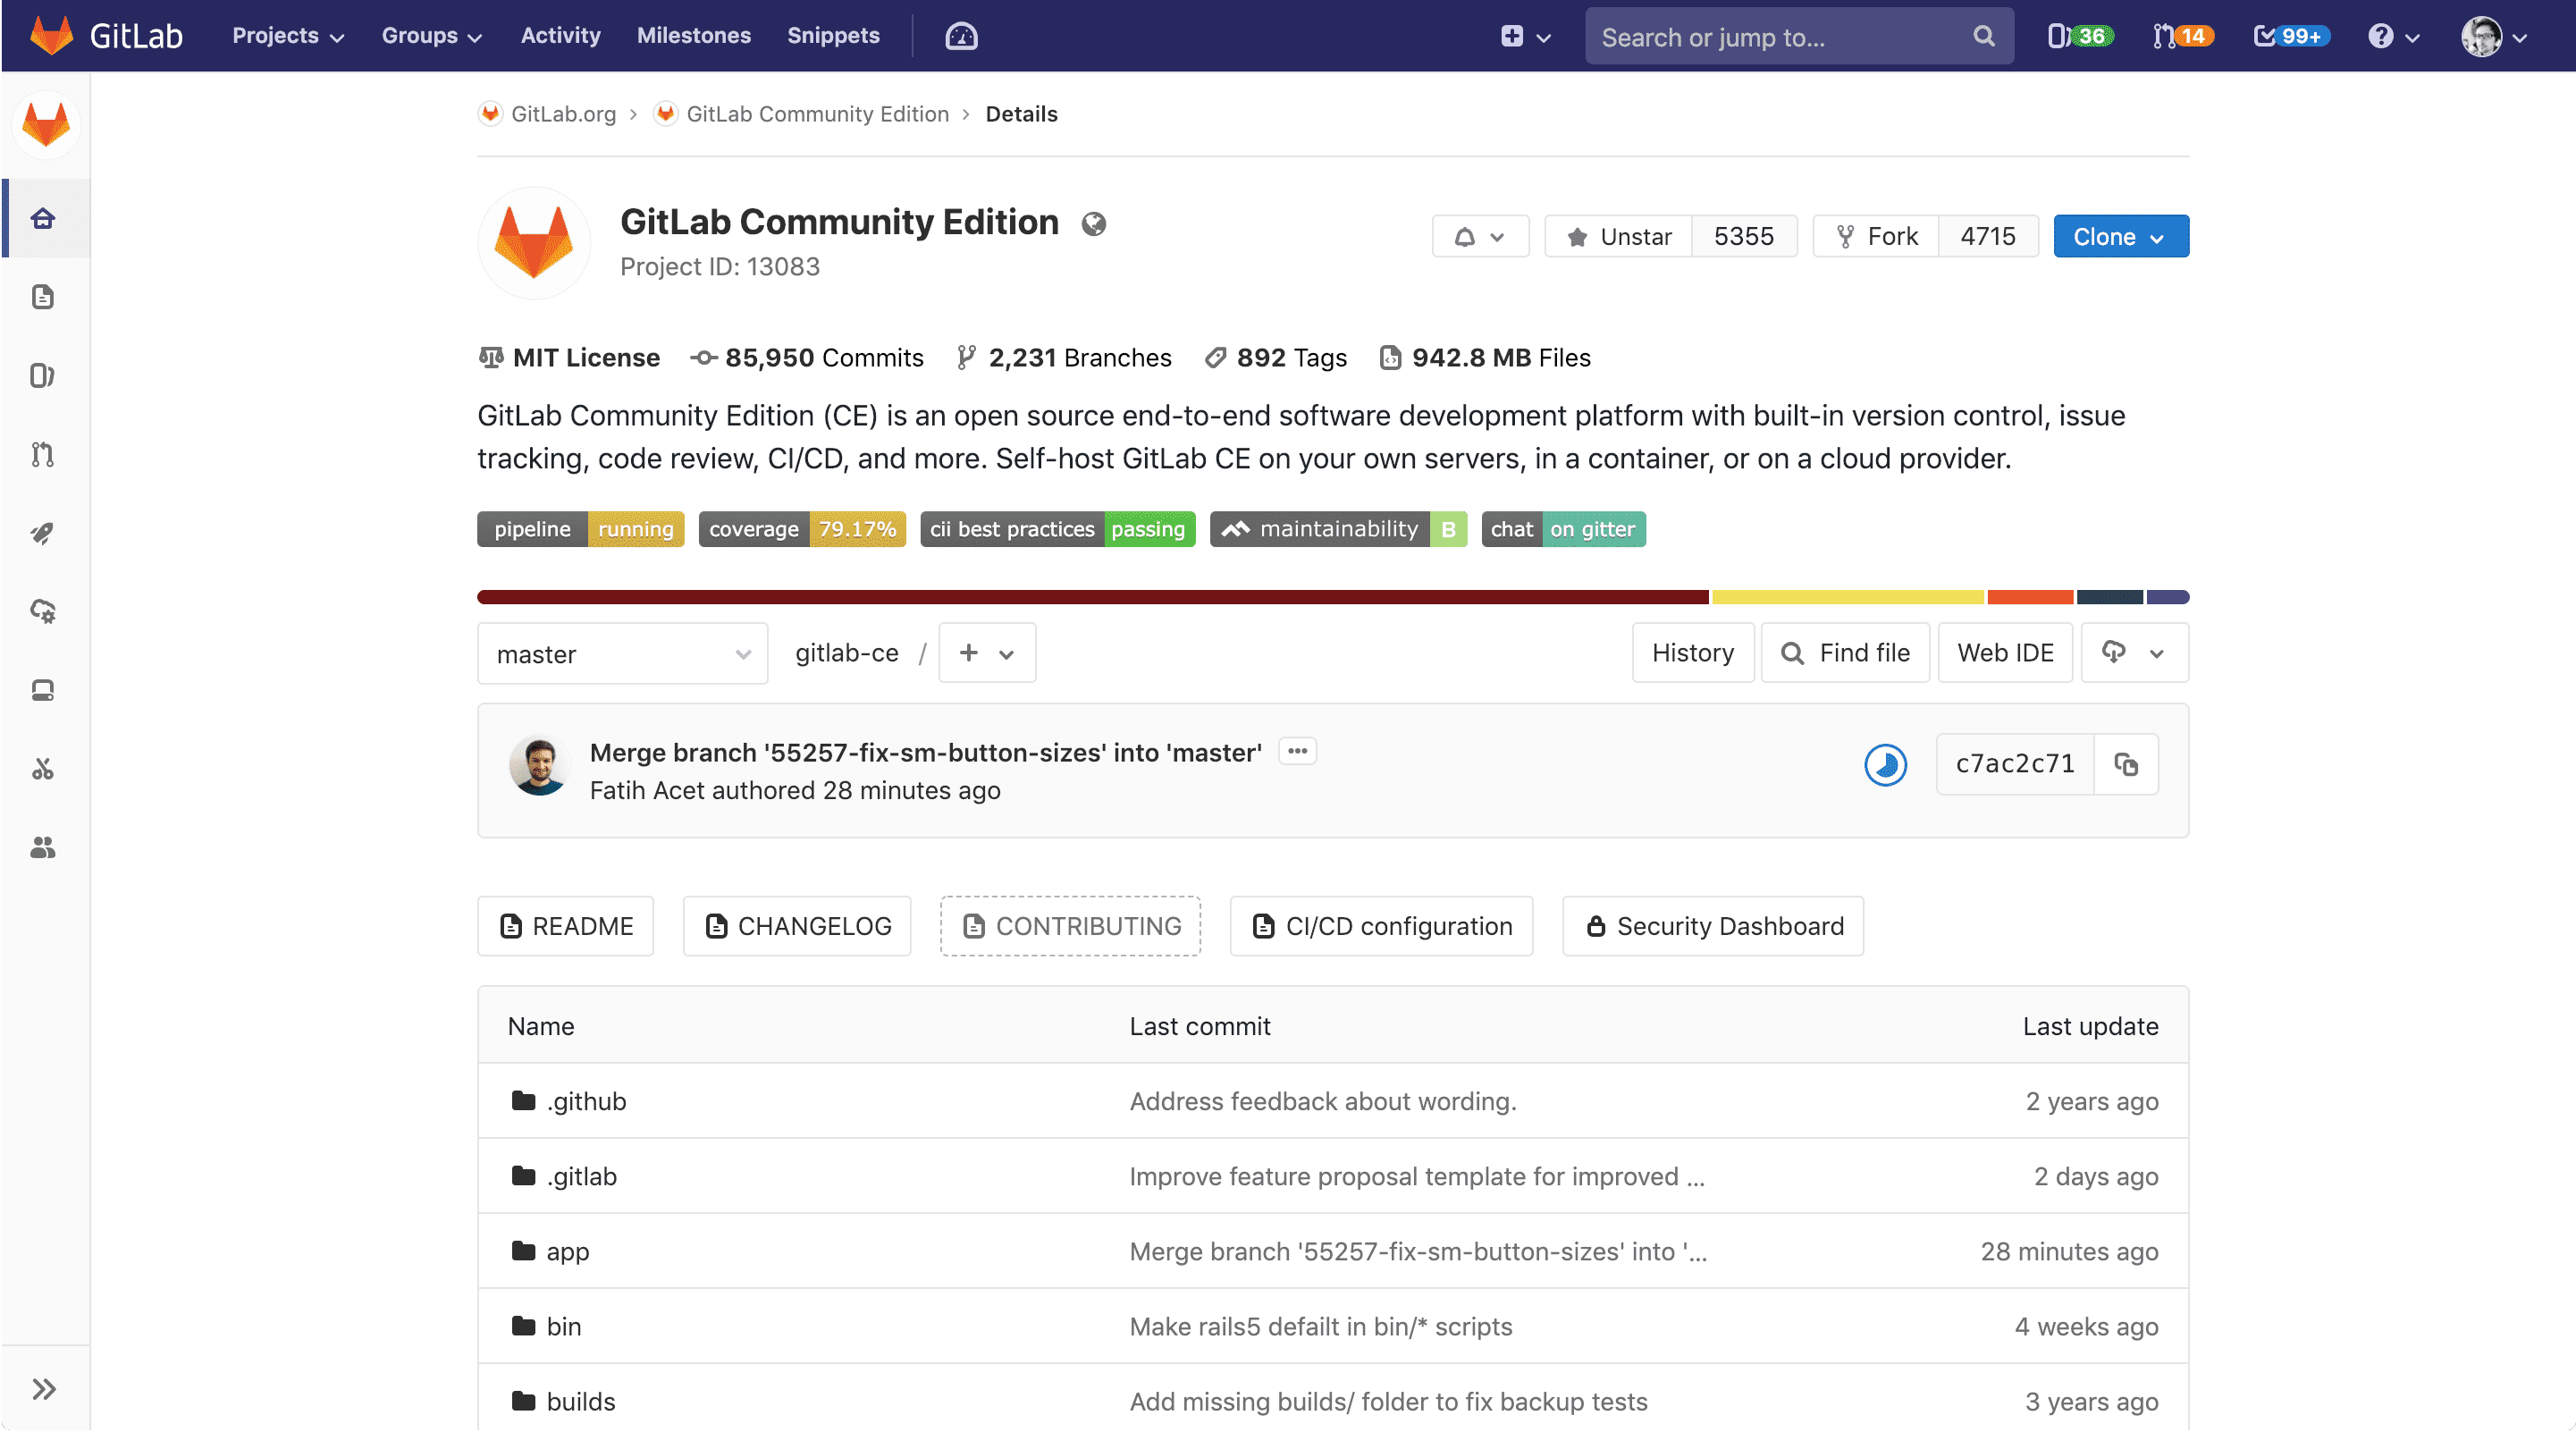 GitLab Projects Groups Activity Milestones Snippets Search or jump to... 36 14 99+
GitLab.org › GitLab Community Edition › Details
GitLab Community Edition
Project ID: 13083
Unstar 5355 Fork 4715 Clone
MIT License 85,950 Commits 2,231 Branches 892 Tags 942.8 MB Files
GitLab Community Edition (CE) is an open source end-to-end software development platform with built-in version control, issue
tracking, code review, CI/CD, and more. Self-host GitLab CE on your own servers, in a container, or on a cloud provider.
pipeline running coverage 79.17% cii best practices passing maintainability B chat on gitter
master gitlab-ce / + History Find file Web IDE
Merge branch '55257-fix-sm-button-sizes' into 'master' ...
Fatih Acet authored 28 minutes ago
c7ac2c71
README CHANGELOG CONTRIBUTING CI/CD configuration Security Dashboard
Name Last commit Last update
.github Address feedback about wording. 2 years ago
.gitlab Improve feature proposal template for improved ... 2 days ago
app Merge branch '55257-fix-sm-button-sizes' into '... 28 minutes ago
bin Make rails5 defailt in bin/* scripts 4 weeks ago
builds Add missing builds/ folder to fix backup tests 3 years ago